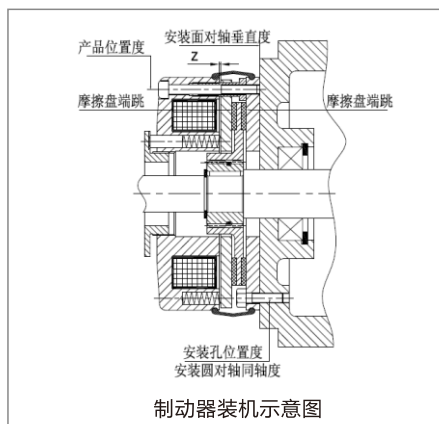 安装面对轴垂直度
产品位置度
Z
摩擦盘端跳
摩擦盘端跳
安装孔位置度
安装圆对轴同轴度
制动器装机示意图